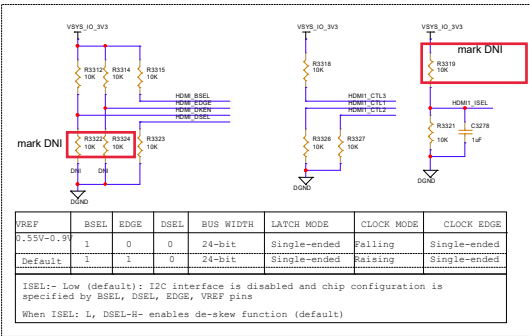 VSYS_IO_3V3
VSYS_IO_3V3
VSYS_IO_3V3
mark DNI
R3312
10K
R3314
10K
R3315
10K
R3318
10K
R3319
10K
HDMI_BSEL
HDMI_EDGE
HDMI_DKEN
HDMI_DSEL
HDMI1_CTL3
HDMI1_CTL1
HDMI1_CTL2
HDMI1_ISEL
mark DNI
R3322
10K
R3324
10K
R3323
10K
R3326
10K
R3327
10K
R3321
10K
C3278
1uF
DNI
DNI
DGND
DGND
DGND
VREF BSEL EDGE DSEL BUS WIDTH LATCH MODE CLOCK MODE CLOCK EDGE
0.55V-0.9V 1 0 0 24-bit Single-ended Falling Single-ended
Default 1 1 0 24-bit Single-ended Raising Single-ended
ISEL:- Low (default): I2C interface is disabled and chip configuration is
specified by BSEL, DSEL, EDGE, VREF pins
When ISEL: L, DSEL-H- enables de-skew function (default)